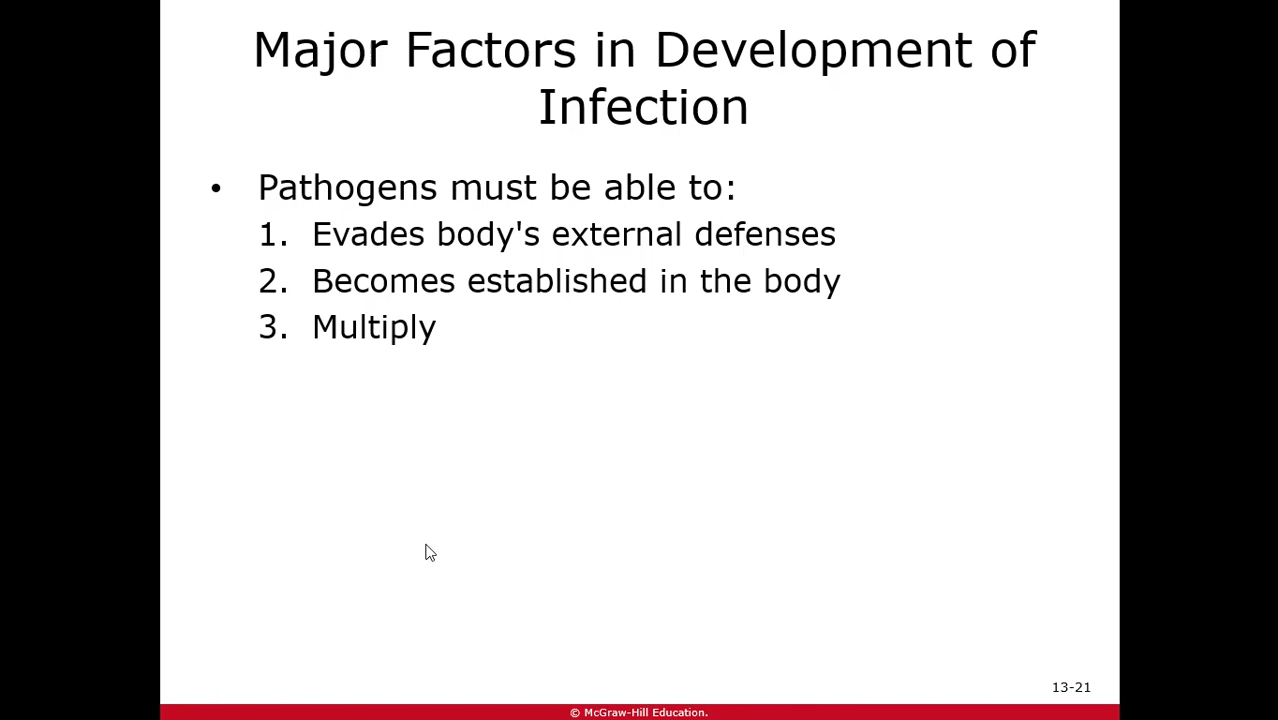 Major Factors in Development of
Infection
• Pathogens must be able to:
1. Evades body's external defenses
2. Becomes established in the body
3. Multiply
13-21
© McGraw-Hill Education.